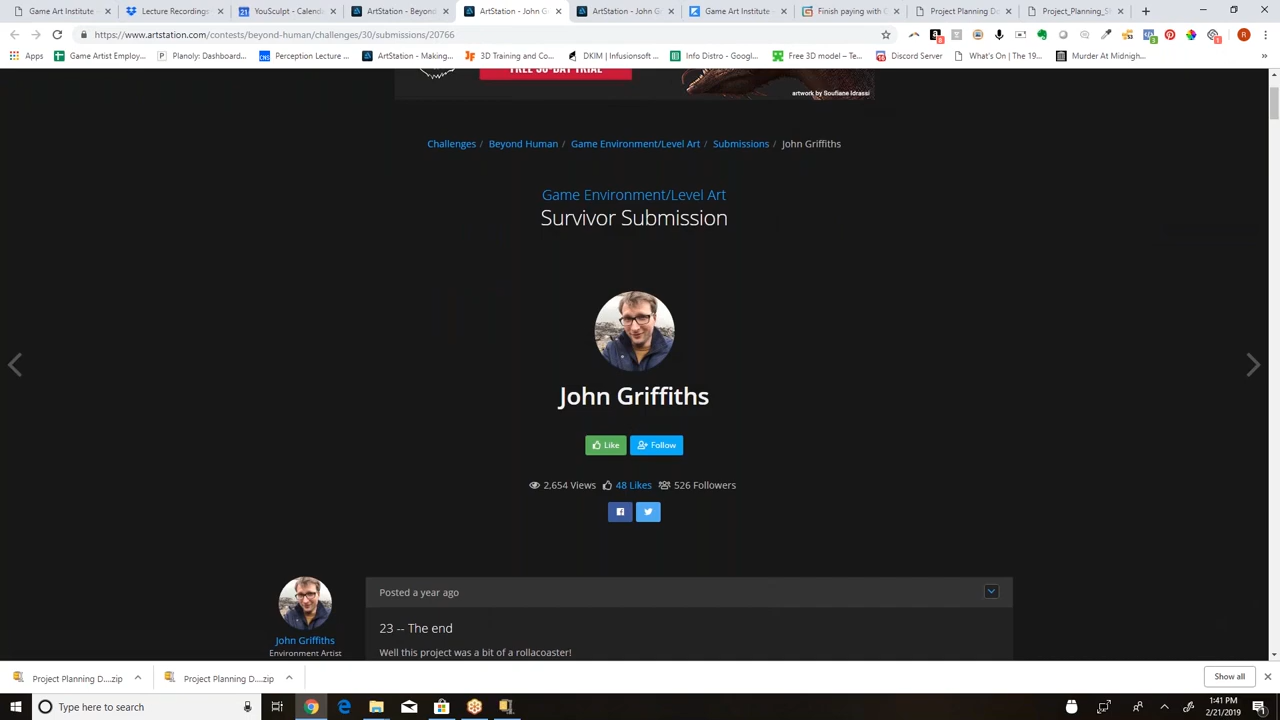 Game Art Institute
Lecture Recordings
YouSculpt - Calend
ArtStation - Beyon
ArtStation - John G
ArtStation - John G
Game Art Institute -
Finish paying with C
Project Planning Do
Project_Planning_St
https://www.artstation.com/contests/beyond-human/challenges/30/submissions/20766
Apps
Game Artist Employ...
Planoly: Dashboard...
Perception Lecture ...
ArtStation - Making...
3D Training and Co...
DKIM | Infusionsoft ...
Info Distro - Googl...
Free 3D model – Te...
Discord Server
What's On | The 19...
Murder At Midnigh...
FREE 30-DAY TRIAL
artwork by Soufiane Idrassi
Challenges / Beyond Human / Game Environment/Level Art / Submissions / John Griffiths
Game Environment/Level Art
Survivor Submission
John Griffiths
Like
Follow
2,654 Views 48 Likes 526 Followers
Posted a year ago
23 -- The end
John Griffiths
Environment Artist
Well this project was a bit of a rollacoaster!
Project Planning D....zip
Project Planning D....zip
Show all
Type here to search
1:41 PM
2/21/2019